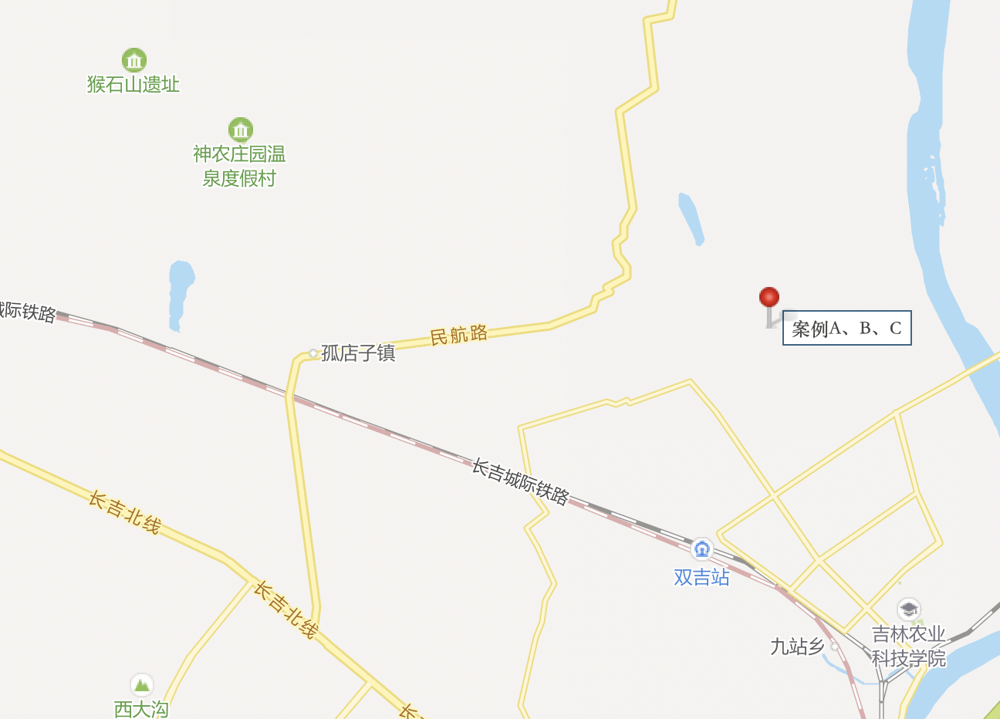 猴石山遗址
神农庄园温
泉度假村
城际铁路
民航路
孤店子镇
案例A、B、C
长吉城际铁路
长吉北线
双吉站
长吉北线
吉林农业
科技学院
九站乡
西大沟
长